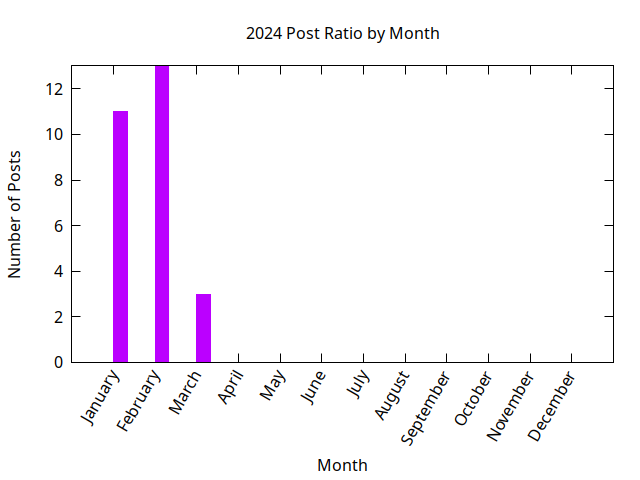 2024 Post Ratio by Month
Number of Posts
12
10
8
6
4
2
0
January
February
March
April
May
June
July
August
September
October
November
December
Month